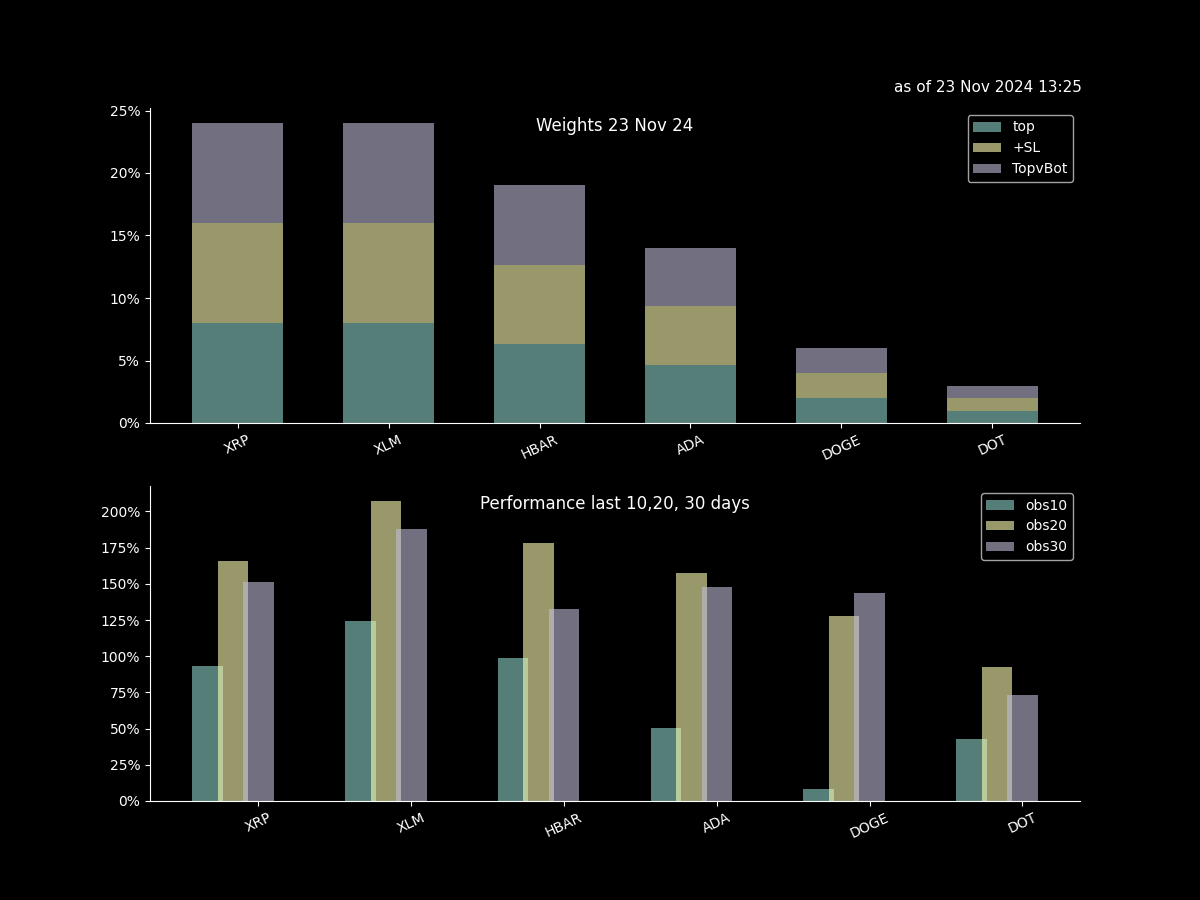 as of 23 Nov 2024 13:25
Weights 23 Nov 24
top
+SL
TopvBot
25%
20%
15%
10%
5%
0%
XRP
XLM
HBAR
ADA
DOGE
DOT
Performance last 10,20, 30 days
obs10
obs20
obs30
200%
175%
150%
125%
100%
75%
50%
25%
0%
XRP
XLM
HBAR
ADA
DOGE
DOT